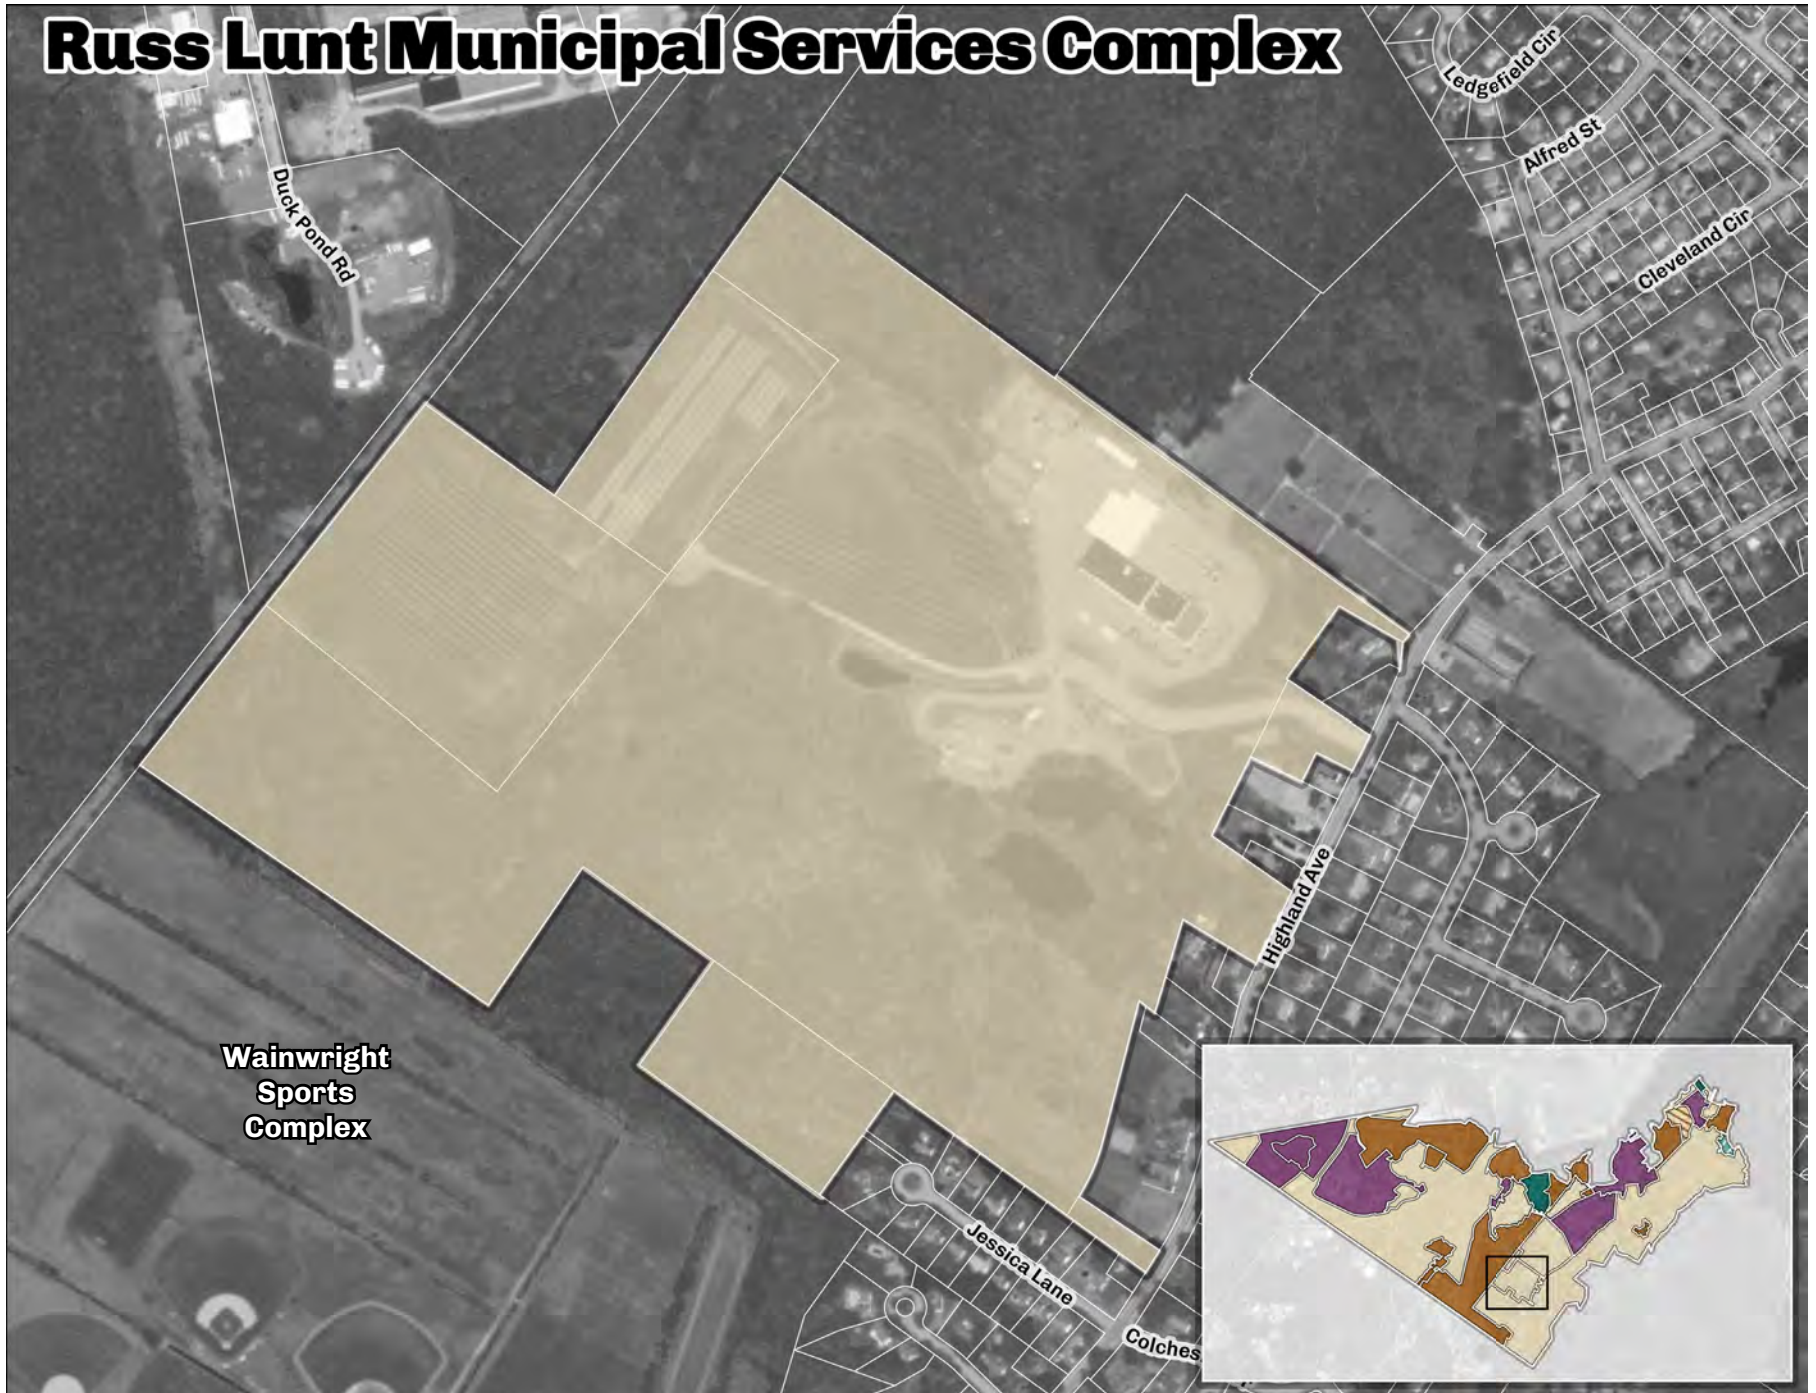 Russ Lunt Municipal Services Complex
Ledgefield Cir
Alfred St
Duck Pond Rd
Cleveland Cir
Highland Ave
Wainwright
Sports
Complex
Jessica Lane
Colches